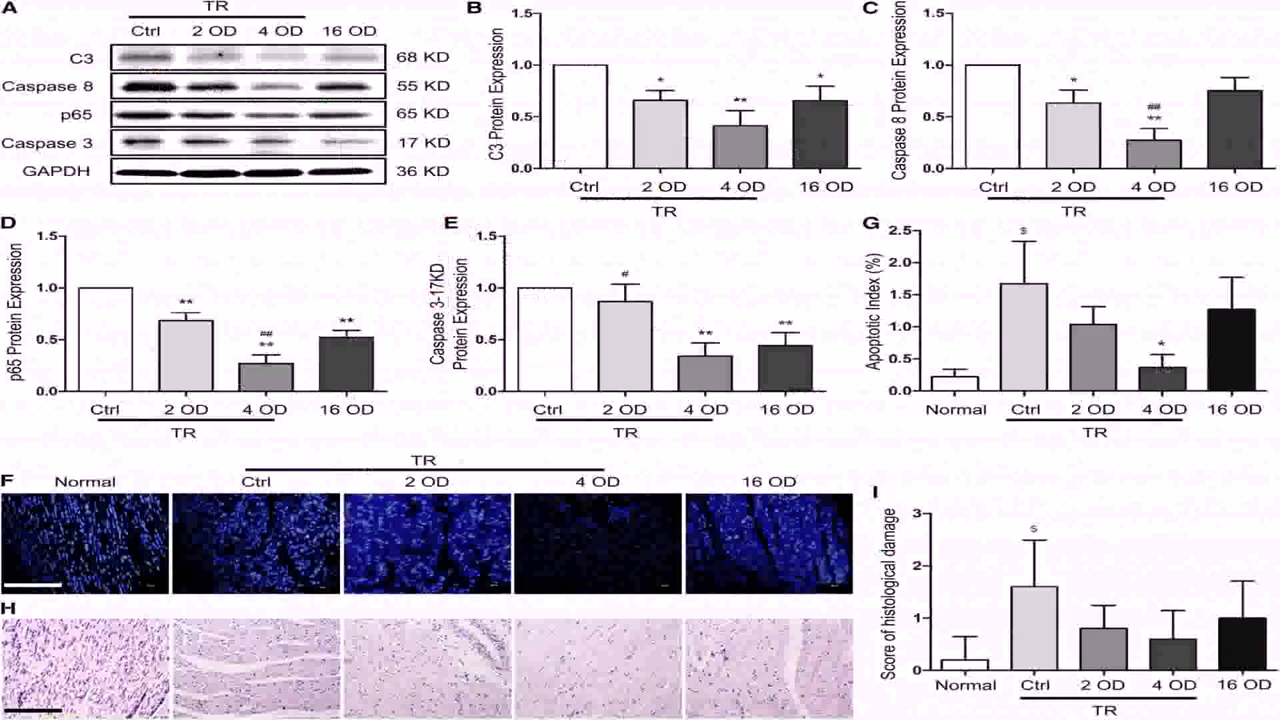 A
TR
Ctrl 2 OD 4 OD 16 OD
C3 68 KD
Caspase 8 55 KD
p65 65 KD
Caspase 3 17 KD
GAPDH 36 KD
B
C3 Protein Expression
1.5
1.0
0.5
0.0
*
**
*
Ctrl 2 OD 4 OD 16 OD
TR
C
Caspase 8 Protein Expression
1.5
1.0
0.5
0.0
*
##
**
Ctrl 2 OD 4 OD 16 OD
TR
D
p65 Protein Expression
1.5
1.0
0.5
0.0
**
##
**
**
Ctrl 2 OD 4 OD 16 OD
TR
E
Caspase 3-17KD
Protein Expression
1.5
1.0
0.5
0.0
#
**
**
Ctrl 2 OD 4 OD 16 OD
TR
G
Apoptotic Index (%)
2.5
2.0
1.5
1.0
0.5
0.0
$
*
Normal Ctrl 2 OD 4 OD 16 OD
TR
F
TR
Normal Ctrl 2 OD 4 OD 16 OD
H
I
Score of histological damage
3
2
1
0
$
Normal Ctrl 2 OD 4 OD 16 OD
TR